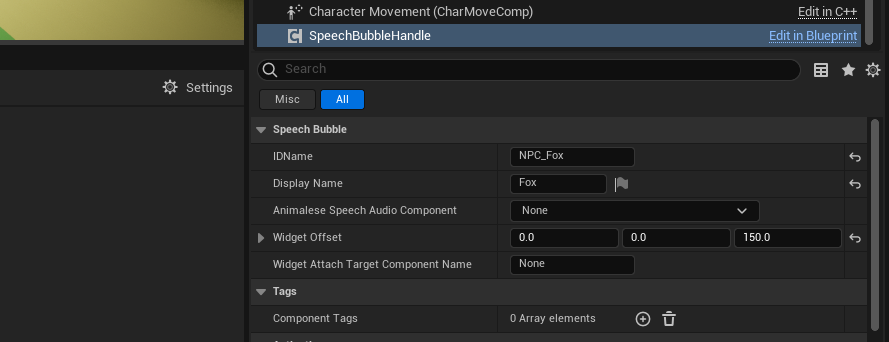 Character Movement (CharMoveComp) Edit in C++
SpeechBubbleHandle Edit in Blueprint
Search
Settings
Misc All
Speech Bubble
IDName NPC_Fox
Display Name Fox
Animalese Speech Audio Component None
Widget Offset 0.0 0.0 150.0
Widget Attach Target Component Name None
Tags
Component Tags 0 Array elements